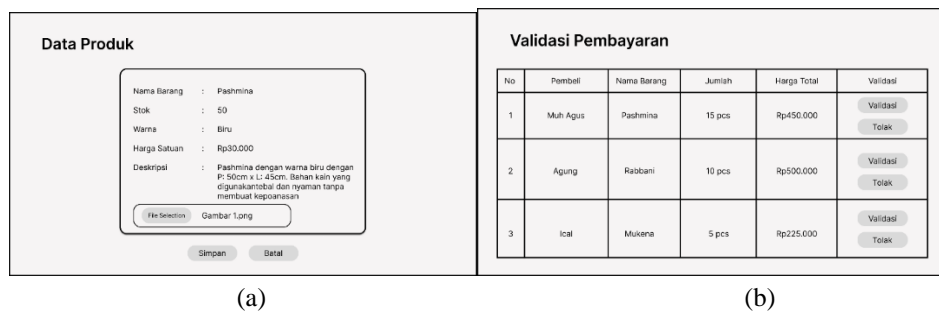 Data Produk
Nama Barang : Pashmina
Stok : 50
Warna : Biru
Harga Satuan : Rp30.000
Deskripsi : Pashmina dengan warna biru dengan
P: 50cm x L: 45cm. Bahan kain yang
digunakantebal dan nyaman tanpa
membuat kepoanasan
File Selection Gambar 1.png
Simpan Batal
(a)
Validasi Pembayaran
No Pembeli Nama Barang Jumlah Harga Total Validasi
1 Muh Agus Pashmina 15 pcs Rp450.000 Validasi
Tolak
2 Agung Rabbani 10 pcs Rp500.000 Validasi
Tolak
3 Ical Mukena 5 pcs Rp225.000 Validasi
Tolak
(b)